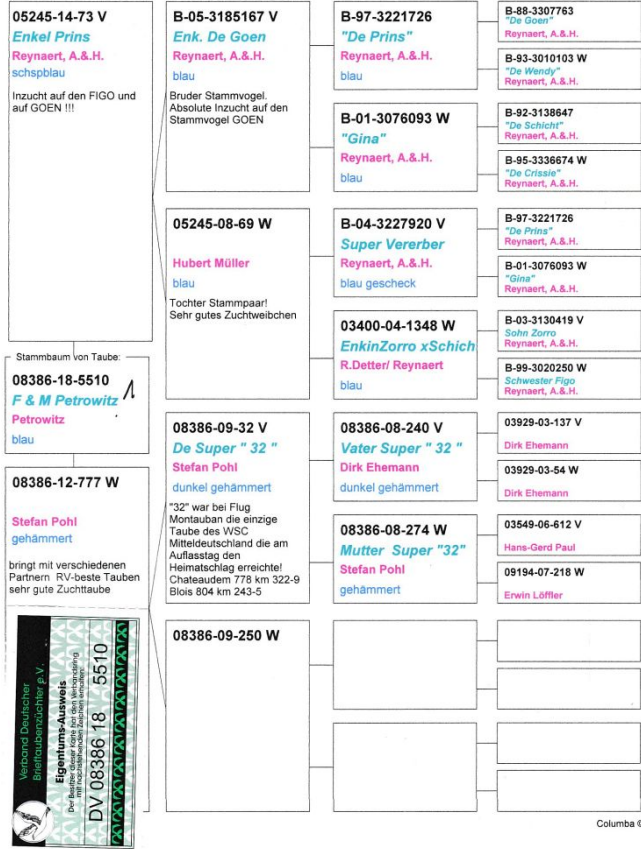 05245-14-73 V
Enkel Prins
Reynaert, A.&.H.
schspblau
Inzucht auf den FIGO und
auf GOEN !!!
Stammbaum von Taube:
08386-18-5510
F & M Petrowitz
Petrowitz
blau
08386-12-777 W
Stefan Pohl
gehämmert
bringt mit verschiedenen
Partnern RV-beste Tauben
sehr gute Zuchttaube
Verband Deutscher
Brieftaubenzüchter e.V.
Eigentums-Ausweis
Der Besitzer dieser Karte hat den Verbandsring
mit nachstehenden Zeichen erhalten:
DV 08386 18 5510
B-05-3185167 V
Enk. De Goen
Reynaert, A.&.H.
blau
Bruder Stammvogel.
Absolute Inzucht auf den
Stammvogel GOEN
05245-08-69 W
Hubert Müller
blau
Tochter Stammpaar!
Sehr gutes Zuchtweibchen
08386-09-32 V
De Super " 32 "
Stefan Pohl
dunkel gehämmert
"32" war bei Flug
Montauban die einzige
Taube des WSC
Mitteldeutschland die am
Auflasstag den
Heimatschlag erreichte!
Chateaudem 778 km 322-9
Blois 804 km 243-5
08386-09-250 W
B-97-3221726
"De Prins"
Reynaert, A.&.H.
blau
B-01-3076093 W
"Gina"
Reynaert, A.&.H.
blau
B-04-3227920 V
Super Vererber
Reynaert, A.&.H.
blau gescheck
03400-04-1348 W
EnkinZorro xSchich
R.Detter/ Reynaert
blau
08386-08-240 V
Vater Super " 32 "
Dirk Ehemann
dunkel gehämmert
08386-08-274 W
Mutter Super "32"
Stefan Pohl
gehämmert
B-88-3307763
"De Goen"
Reynaert, A.&.H.
B-93-3010103 W
"De Wendy"
Reynaert, A.&.H.
B-92-3138647
"De Schicht"
Reynaert, A.&.H.
B-95-3336674 W
"De Crissie"
Reynaert, A.&.H.
B-97-3221726
"De Prins"
Reynaert, A.&.H.
B-01-3076093 W
"Gina"
Reynaert, A.&.H.
B-03-3130419 V
Sohn Zorro
Reynaert, A.&.H.
B-99-3020250 W
Schwester Figo
Reynaert, A.&.H.
03929-03-137 V
Dirk Ehemann
03929-03-54 W
Dirk Ehemann
03549-06-612 V
Hans-Gerd Paul
09194-07-218 W
Erwin Löffler
Columba ©